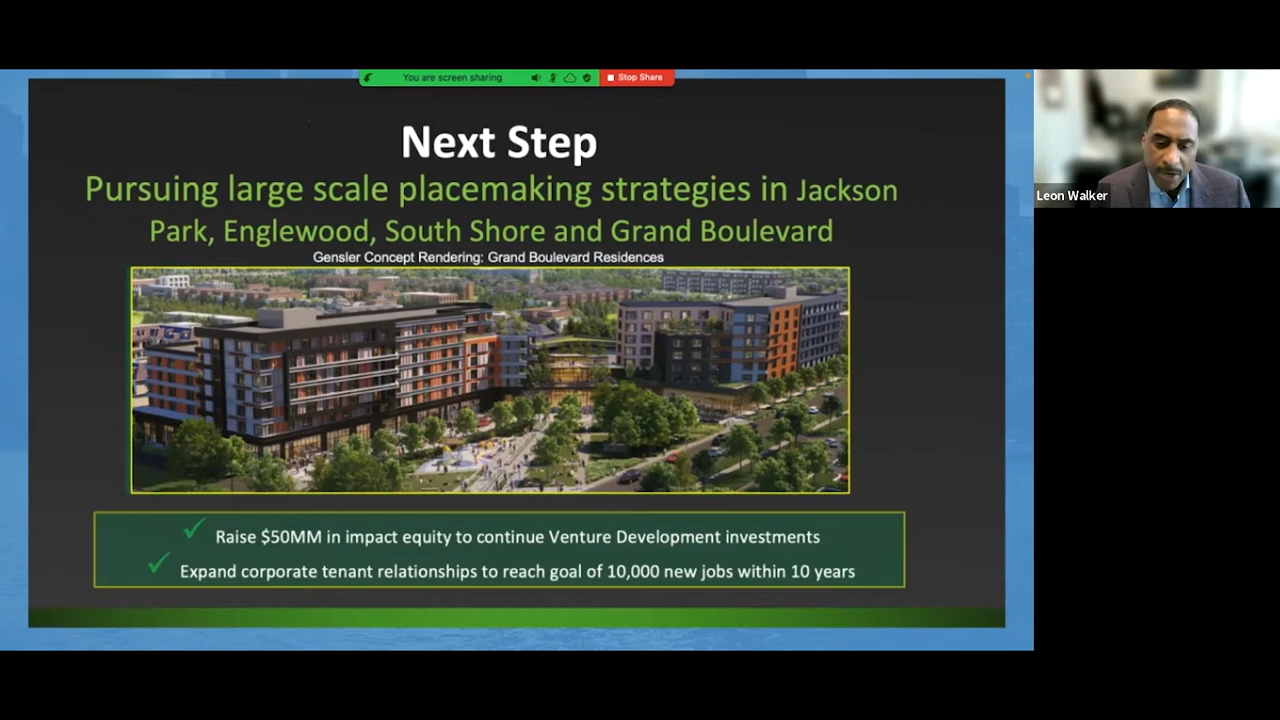 You are screen sharing
Stop Share
Next Step
Pursuing large scale placemaking strategies in Jackson
Park, Englewood, South Shore and Grand Boulevard
Gensler Concept Rendering: Grand Boulevard Residences
Raise $50MM in impact equity to continue Venture Development investments
Expand corporate tenant relationships to reach goal of 10,000 new jobs within 10 years
Leon Walker